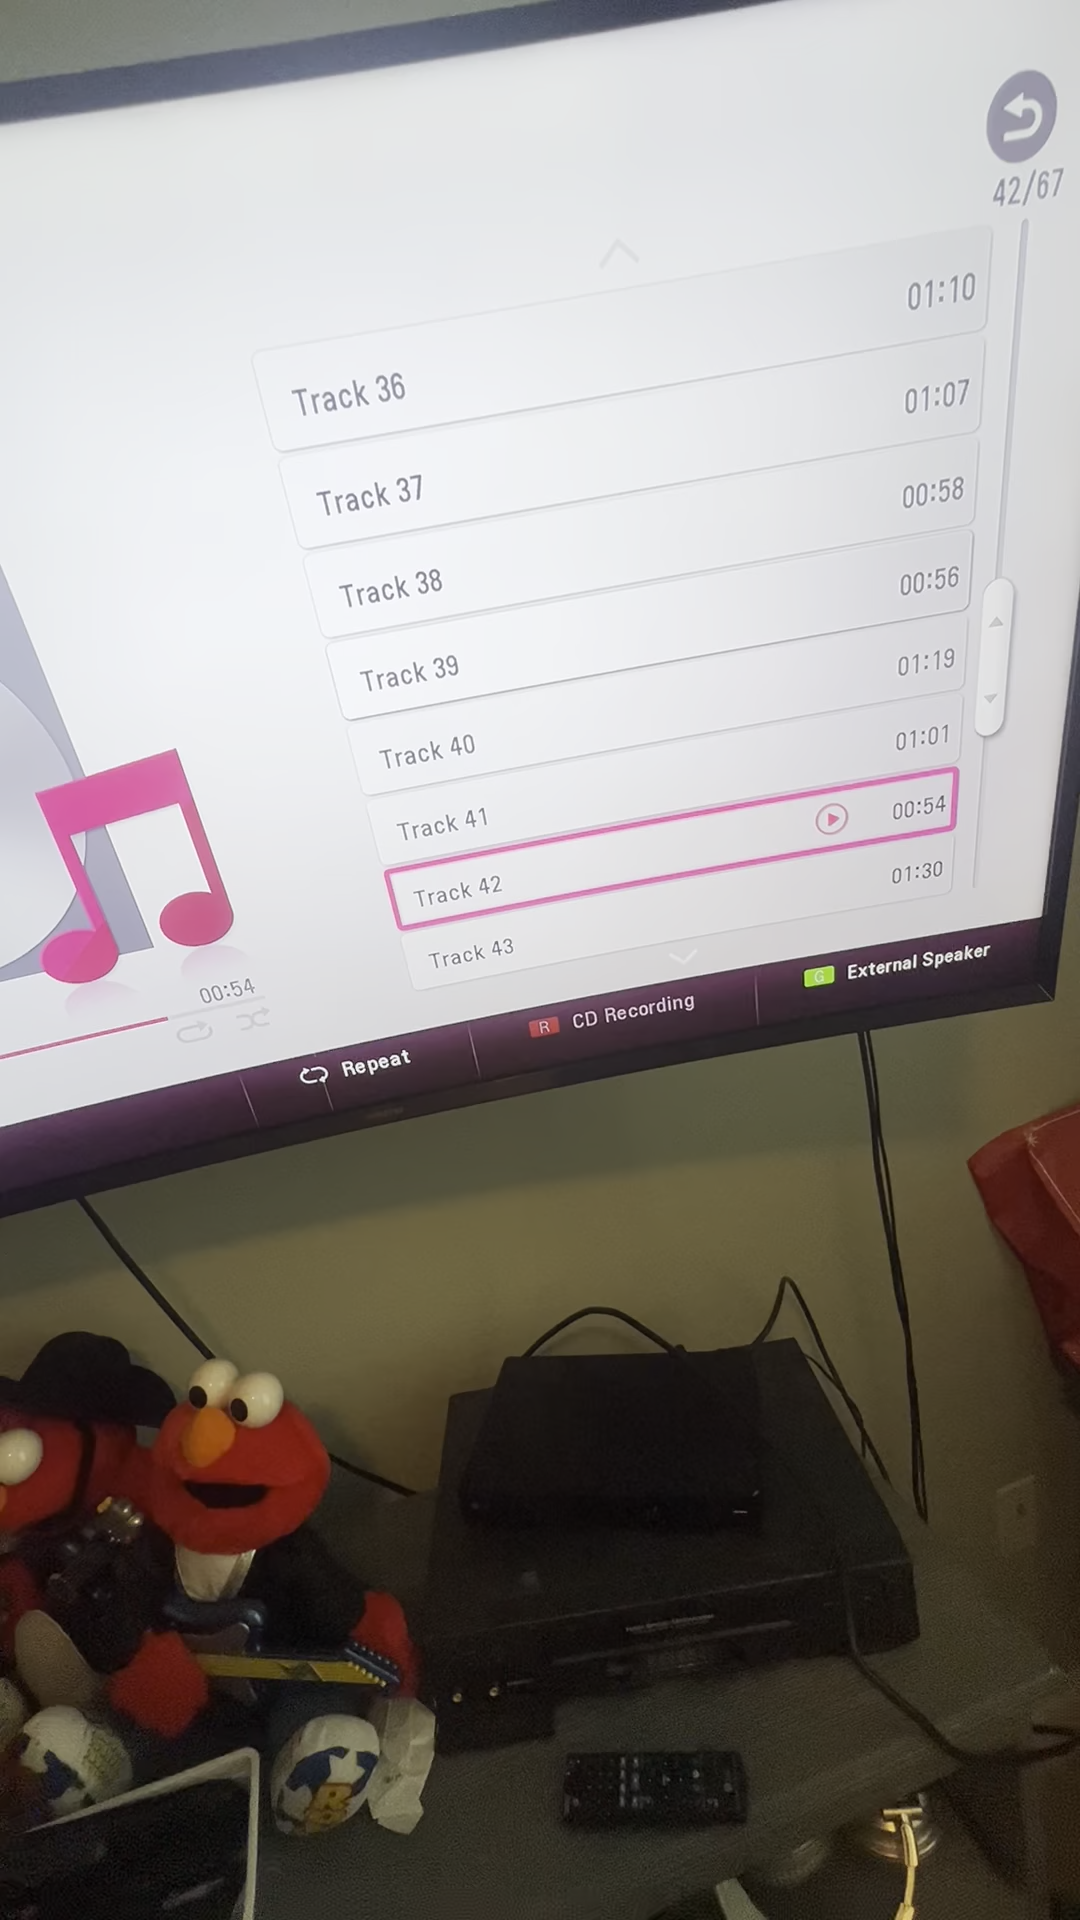 42/67
Track 36 01:10
Track 37 01:07
Track 38 00:58
Track 39 00:56
Track 40 01:19
Track 41 01:01
Track 42 00:54
Track 43 01:30
00:54
Repeat
R CD Recording
G External Speaker